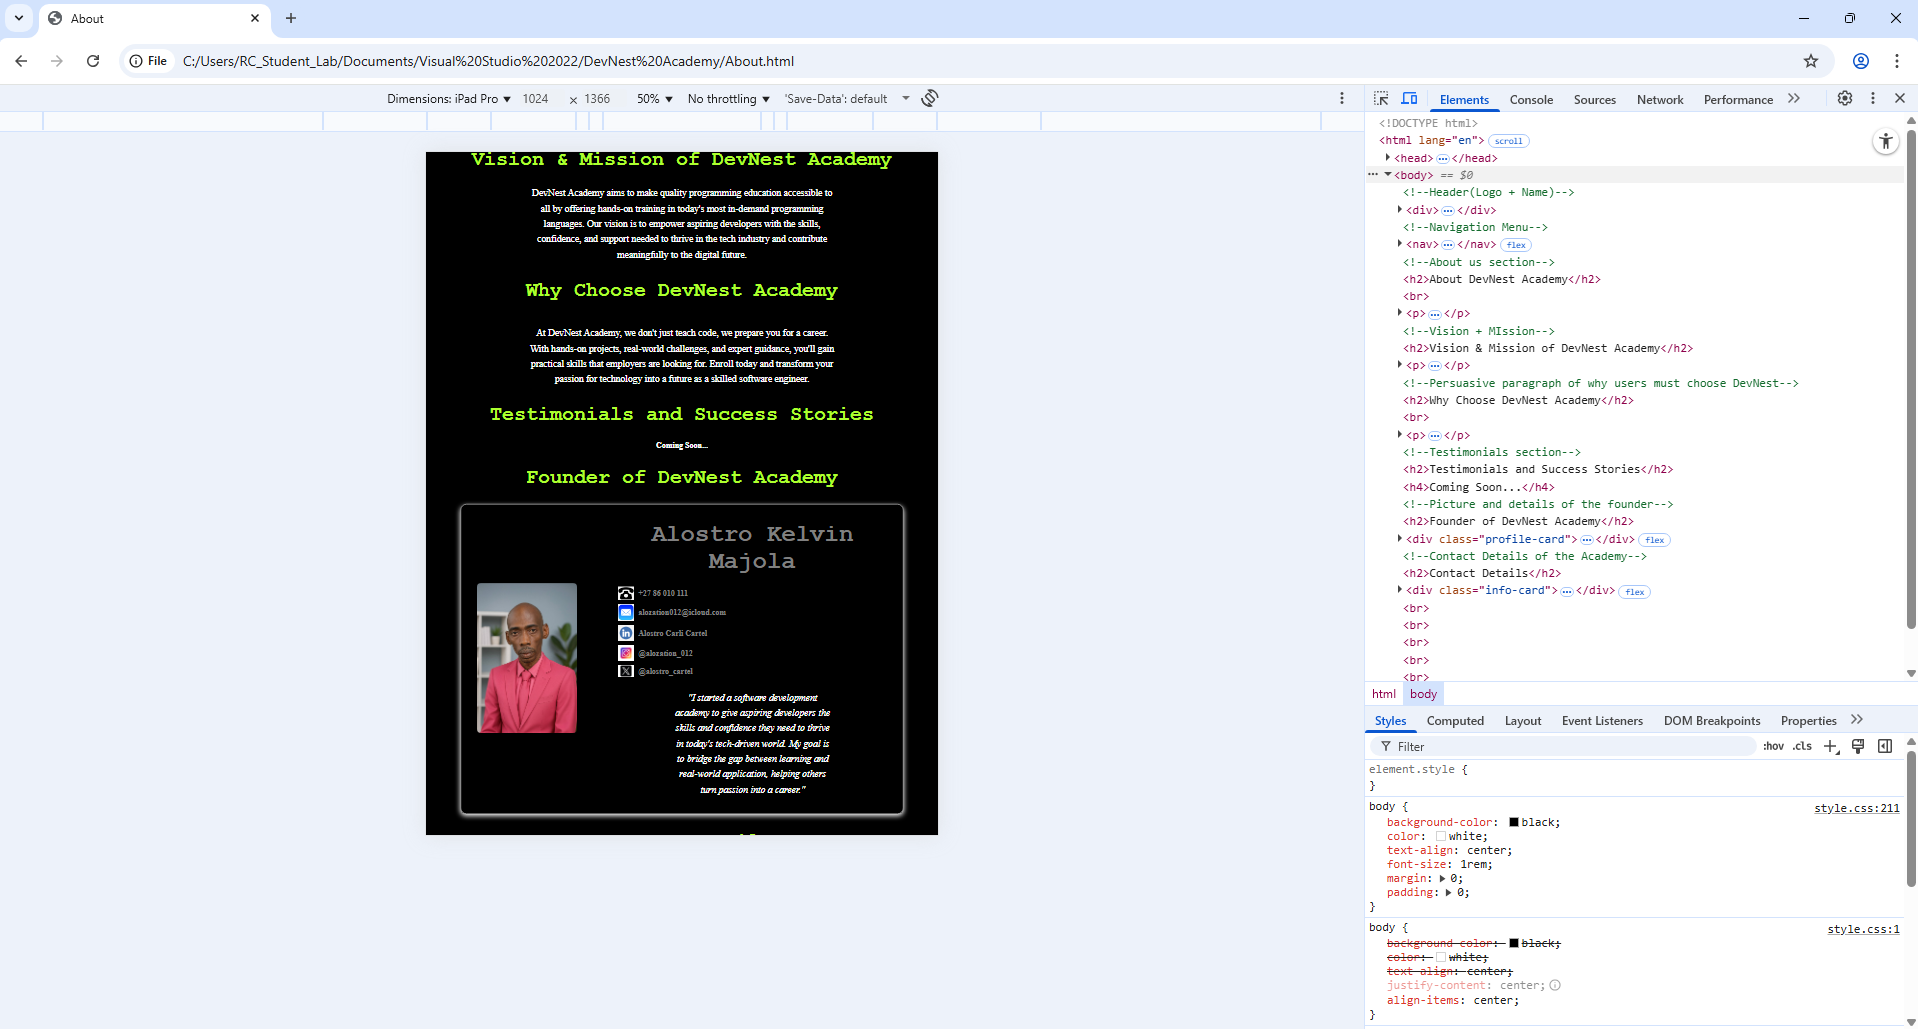 About
File
C:/Users/RC_Student_Lab/Documents/Visual%20Studio%202022/DevNest%20Academy/About.html
Dimensions: iPad Pro 1024 × 1366 50% No throttling 'Save-Data': default
Vision & Mission of DevNest Academy
DevNest Academy aims to make quality programming education accessible to
all by offering hands-on training in today's most in-demand programming
languages. Our vision is to empower aspiring developers with the skills,
confidence, and support needed to thrive in the tech industry and contribute
meaningfully to the digital future.
Why Choose DevNest Academy
At DevNest Academy, we don't just teach code, we prepare you for a career.
With hands-on projects, real-world challenges, and expert guidance, you'll gain
practical skills that employers are looking for. Enroll today and transform your
passion for technology into a future as a skilled software engineer.
Testimonials and Success Stories
Coming Soon...
Founder of DevNest Academy
Alostro Kelvin
Majola
+27 86 010 111
alozation012@icloud.com
Alostro Carli Cartel
@alozation_012
@alostro_cartel
"I started a software development
academy to give aspiring developers the
skills and confidence they need to thrive
in today's tech-driven world. My goal is
to bridge the gap between learning and
real-world application, helping others
turn passion into a career."
Elements Console Sources Network Performance
<!DOCTYPE html>
<html lang="en"> scroll
<head> </head>
<body> == $0
<!--Header(Logo + Name)-->
<div> </div>
<!--Navigation Menu-->
<nav> </nav> flex
<!--About us section-->
<h2>About DevNest Academy</h2>
<br>
<p> </p>
<!--Vision + MIssion-->
<h2>Vision & Mission of DevNest Academy</h2>
<p> </p>
<!--Persuasive paragraph of why users must choose DevNest-->
<h2>Why Choose DevNest Academy</h2>
<br>
<p> </p>
<!--Testimonials section-->
<h2>Testimonials and Success Stories</h2>
<h4>Coming Soon...</h4>
<!--Picture and details of the founder-->
<h2>Founder of DevNest Academy</h2>
<div class="profile-card"> </div> flex
<!--Contact Details of the Academy-->
<h2>Contact Details</h2>
<div class="info-card"> </div> flex
<br>
<br>
<br>
<br>
<br>
html body
Styles Computed Layout Event Listeners DOM Breakpoints Properties
Filter :hov .cls
element.style {
}
body { style.css:211
background-color: black;
color: white;
text-align: center;
font-size: 1rem;
margin: 0;
padding: 0;
}
body { style.css:1
background-color: black;
color: white;
text-align: center;
justify-content: center;
align-items: center;
}